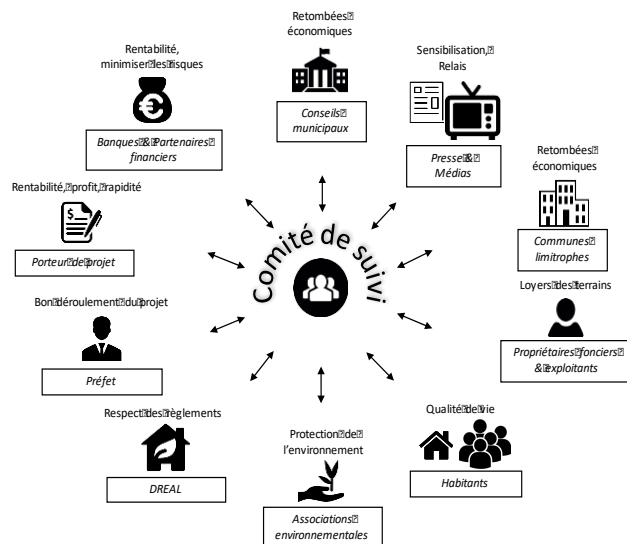 Retombées
économiques
Conseils
municipaux
Sensibilisation,
Relais
Presse &
Médias
Retombées
économiques
Communes
limitrophes
Loyers des terrains
Propriétaires fonciers
& exploitants
Qualité de vie
Habitants
Protection de
l'environnement
Associations
environnementales
Respect des règlements
DREAL
Bon déroulement du projet
Préfet
Rentabilité, profit, rapidité
Porteur de projet
Rentabilité,
minimiser les risques
Banques & Partenaires
financiers
Comité de suivi